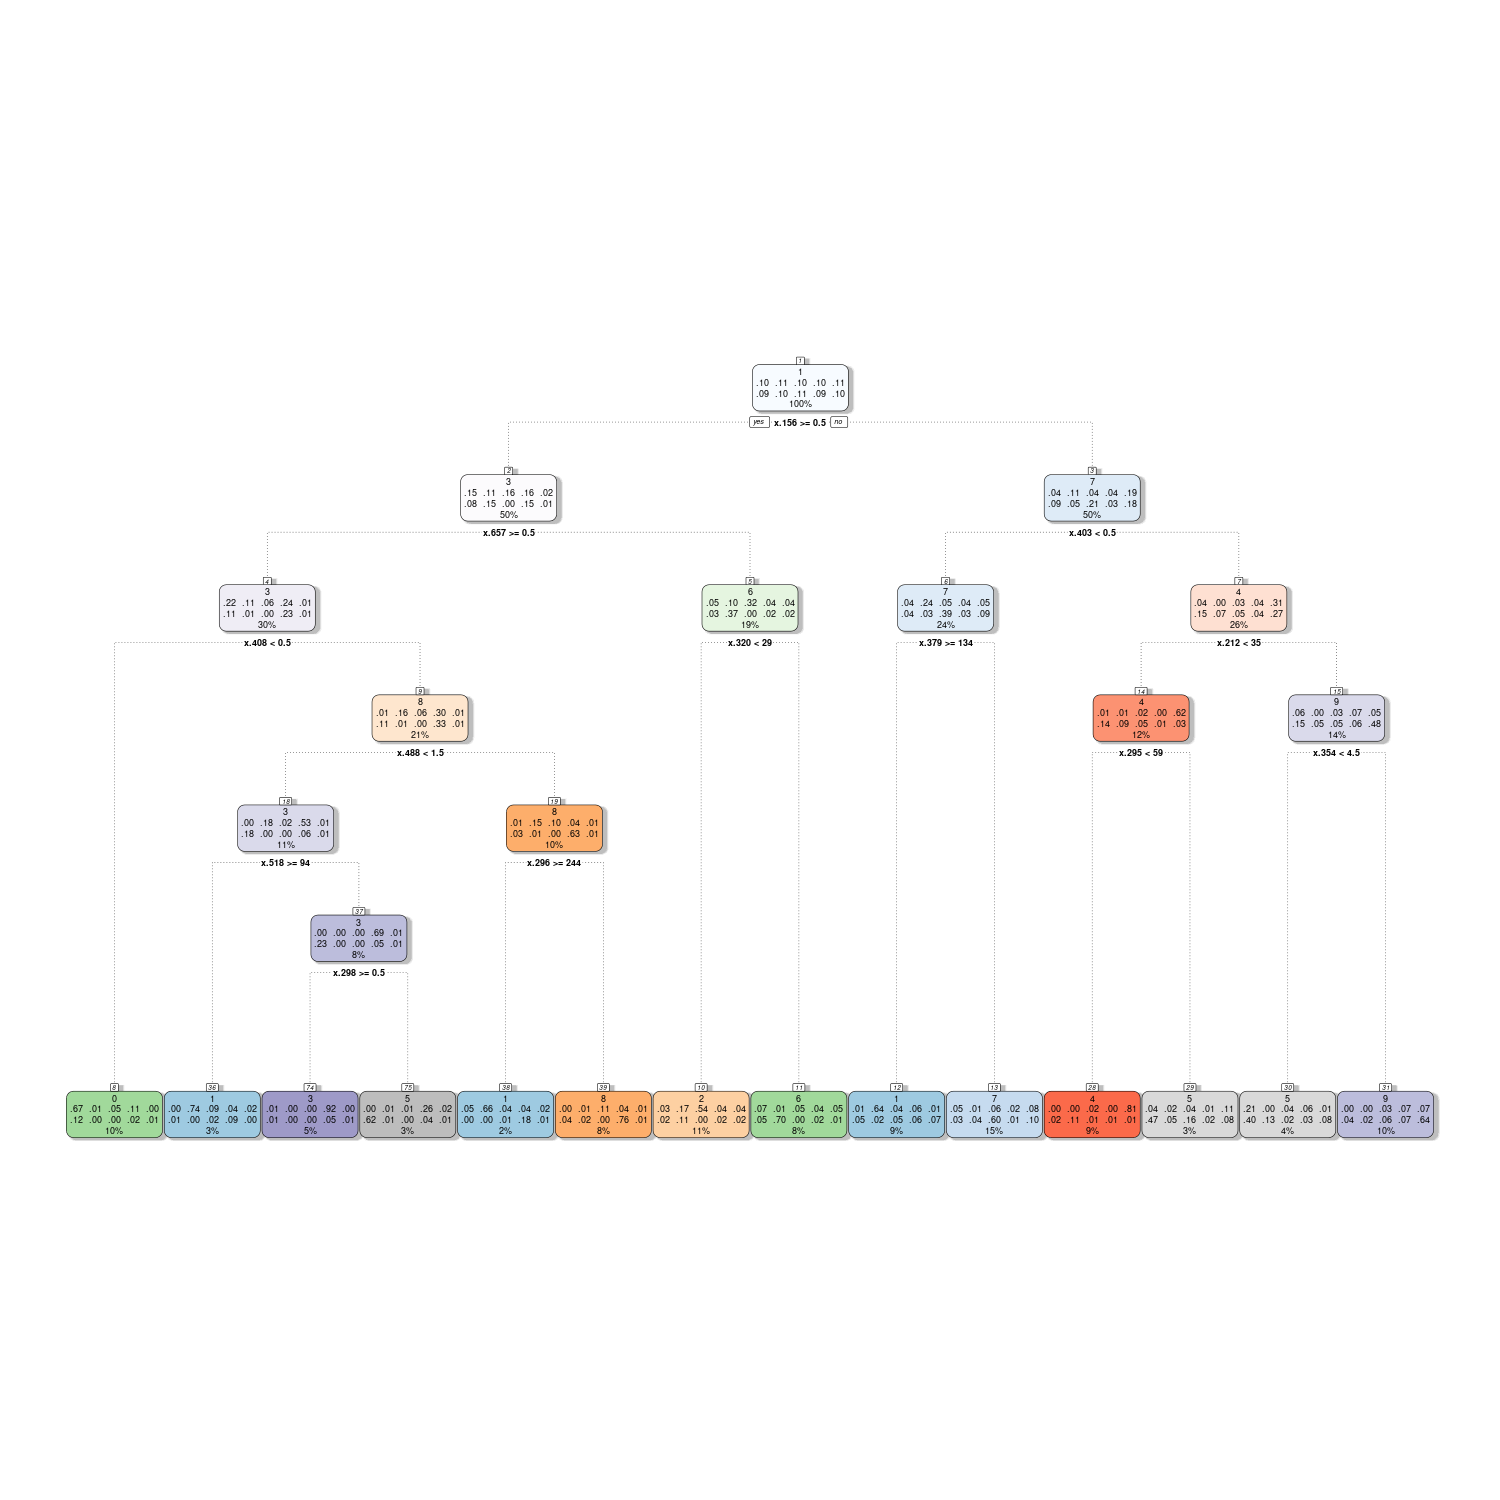 1
1
.10 .11 .10 .10 .11
.09 .10 .11 .09 .10
100%
yes x.156 >= 0.5 no
2
3
.15 .11 .16 .16 .02
.08 .15 .00 .15 .01
50%
3
7
.04 .11 .04 .04 .19
.09 .05 .21 .03 .18
50%
x.657 >= 0.5
x.403 < 0.5
4
3
.22 .11 .06 .24 .01
.11 .01 .00 .23 .01
30%
5
6
.05 .10 .32 .04 .04
.03 .37 .00 .02 .02
19%
6
7
.04 .24 .05 .04 .05
.04 .03 .39 .03 .09
24%
7
4
.04 .00 .03 .04 .31
.15 .07 .05 .04 .27
26%
x.408 < 0.5
x.320 < 29
x.379 >= 134
x.212 < 35
9
8
.01 .16 .06 .30 .01
.11 .01 .00 .33 .01
21%
14
4
.01 .01 .02 .00 .62
.14 .09 .05 .01 .03
12%
15
9
.06 .00 .03 .07 .05
.15 .05 .05 .06 .48
14%
x.488 < 1.5
x.295 < 59
x.354 < 4.5
18
3
.00 .18 .02 .53 .01
.18 .00 .00 .06 .01
11%
19
8
.01 .15 .10 .04 .01
.03 .01 .00 .63 .01
10%
x.518 >= 94
x.296 >= 244
37
3
.00 .00 .00 .69 .01
.23 .00 .00 .05 .01
8%
x.298 >= 0.5
8
0
.67 .01 .05 .11 .00
.12 .00 .00 .02 .01
10%
36
1
.00 .74 .09 .04 .02
.01 .00 .02 .09 .00
3%
74
3
.01 .00 .00 .92 .00
.01 .00 .00 .05 .01
5%
75
5
.00 .01 .01 .26 .02
.62 .01 .00 .04 .01
3%
38
1
.05 .66 .04 .04 .02
.00 .00 .01 .18 .01
2%
39
8
.00 .01 .11 .04 .01
.04 .02 .00 .76 .01
8%
10
2
.03 .17 .54 .04 .04
.02 .11 .00 .02 .02
11%
11
6
.07 .01 .05 .04 .05
.05 .70 .00 .02 .01
8%
12
1
.01 .64 .04 .06 .01
.05 .02 .05 .06 .07
9%
13
7
.05 .01 .06 .02 .08
.03 .04 .60 .01 .10
15%
28
4
.00 .00 .02 .00 .81
.02 .11 .01 .01 .01
9%
29
5
.04 .02 .04 .01 .11
.47 .05 .16 .02 .08
3%
30
5
.21 .00 .04 .06 .01
.40 .13 .02 .03 .08
4%
31
9
.00 .00 .03 .07 .07
.04 .02 .06 .07 .64
10%